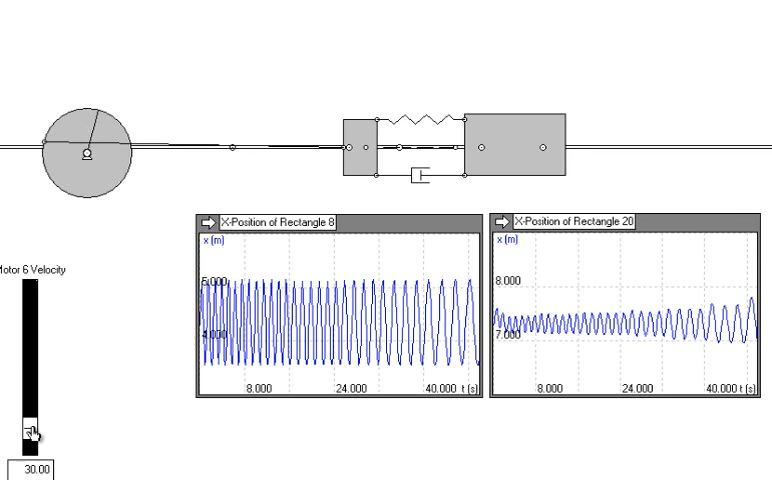 X-Position of Rectangle 8
x (m)
5.000
4.000
8.000 24.000 40.000 t (s)
X-Position of Rectangle 20
x (m)
8.000
7.000
8.000 24.000 40.000 t (s)
Motor 6 Velocity
30.00